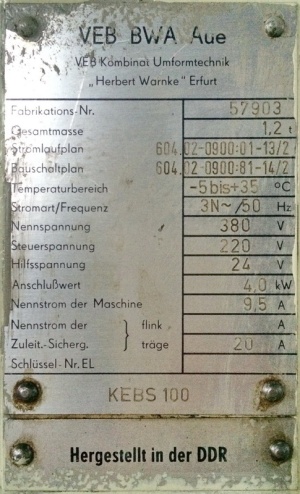 VEB BWA Aue
VEB Kombinat Umformtechnik
„Herbert Warnke" Erfurt
Fabrikations-Nr. 57903
Gesamtmasse 1,2 t
Stromlaufplan 604.02-0900:01-13/2
Bauschaltplan 604.02-0900:81-14/2
Temperaturbereich -5bis+35 °C
Stromart/Frequenz 3N~/50 Hz
Nennspannung 380 V
Steuerspannung 220 V
Hilfsspannung 24 V
Anschlußwert 4,0 kW
Nennstrom der Maschine 9,5 A
Nennstrom der } flink A
Zuleit.-Sicherg. träge 20 A
Schlüssel-Nr. EL
KEBS 100
Hergestellt in der DDR